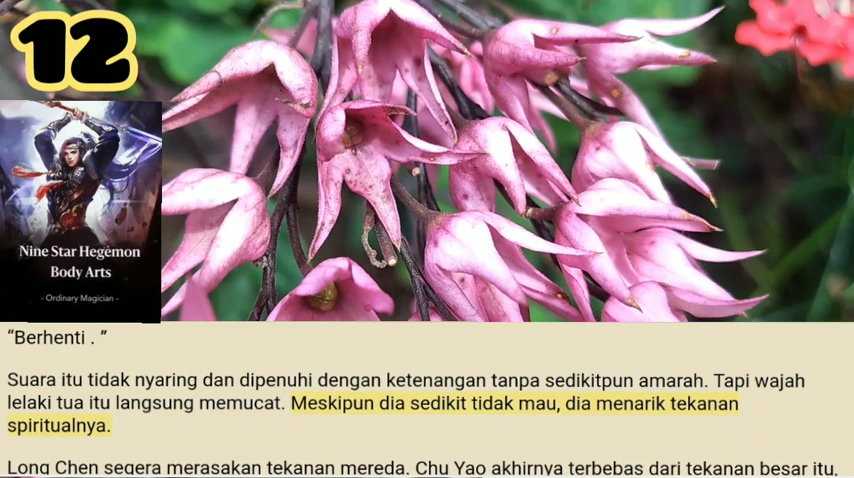 12
Nine Star Hegemon
Body Arts
- Ordinary Magician -
“Berhenti . ”
Suara itu tidak nyaring dan dipenuhi dengan ketenangan tanpa sedikitpun amarah. Tapi wajah
lelaki tua itu langsung memucat. Meskipun dia sedikit tidak mau, dia menarik tekanan
spiritualnya.
Long Chen segera merasakan tekanan mereda. Chu Yao akhirnya terbebas dari tekanan besar itu.